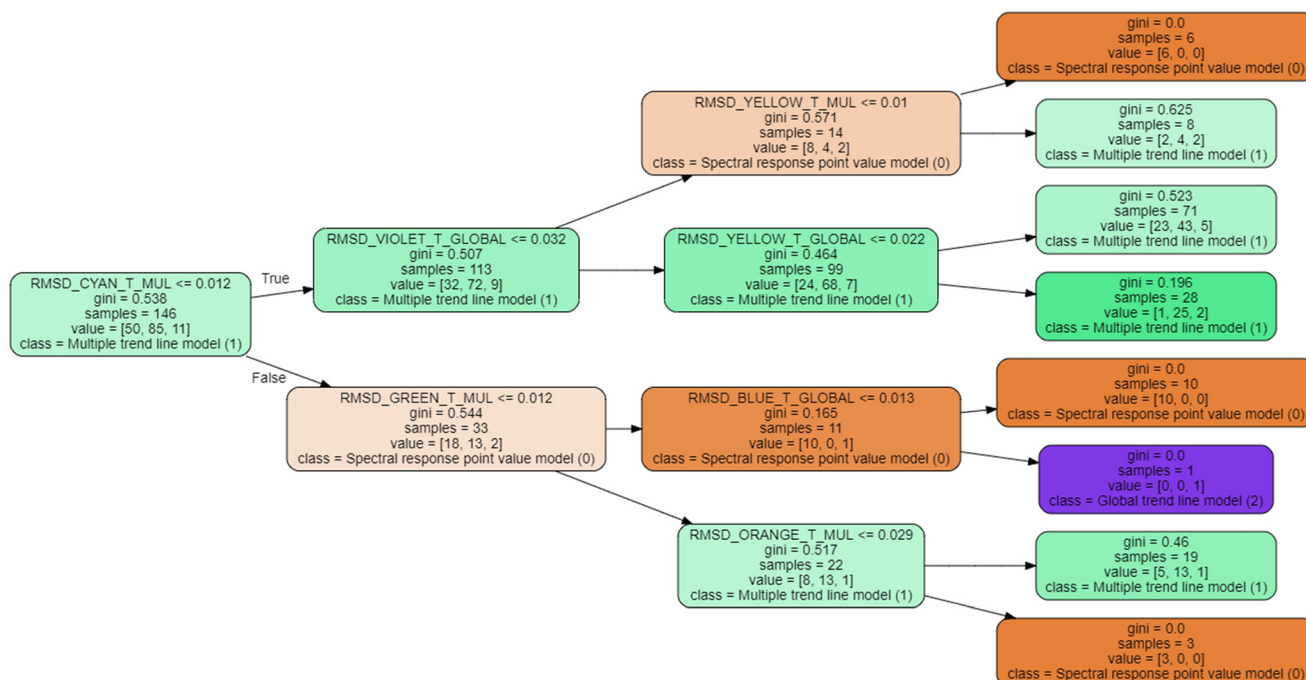 RMSD_CYAN_T_MUL <= 0.012
gini = 0.538
samples = 146
value = [50, 85, 11]
class = Multiple trend line model (1)
True
False
RMSD_VIOLET_T_GLOBAL <= 0.032
gini = 0.507
samples = 113
value = [32, 72, 9]
class = Multiple trend line model (1)
RMSD_GREEN_T_MUL <= 0.012
gini = 0.544
samples = 33
value = [18, 13, 2]
class = Spectral response point value model (0)
RMSD_YELLOW_T_MUL <= 0.01
gini = 0.571
samples = 14
value = [8, 4, 2]
class = Spectral response point value model (0)
RMSD_YELLOW_T_GLOBAL <= 0.022
gini = 0.464
samples = 99
value = [24, 68, 7]
class = Multiple trend line model (1)
RMSD_BLUE_T_GLOBAL <= 0.013
gini = 0.165
samples = 11
value = [10, 0, 1]
class = Spectral response point value model (0)
RMSD_ORANGE_T_MUL <= 0.029
gini = 0.517
samples = 22
value = [8, 13, 1]
class = Multiple trend line model (1)
gini = 0.0
samples = 6
value = [6, 0, 0]
class = Spectral response point value model (0)
gini = 0.625
samples = 8
value = [2, 4, 2]
class = Multiple trend line model (1)
gini = 0.523
samples = 71
value = [23, 43, 5]
class = Multiple trend line model (1)
gini = 0.196
samples = 28
value = [1, 25, 2]
class = Multiple trend line model (1)
gini = 0.0
samples = 10
value = [10, 0, 0]
class = Spectral response point value model (0)
gini = 0.0
samples = 1
value = [0, 0, 1]
class = Global trend line model (2)
gini = 0.46
samples = 19
value = [5, 13, 1]
class = Multiple trend line model (1)
gini = 0.0
samples = 3
value = [3, 0, 0]
class = Spectral response point value model (0)